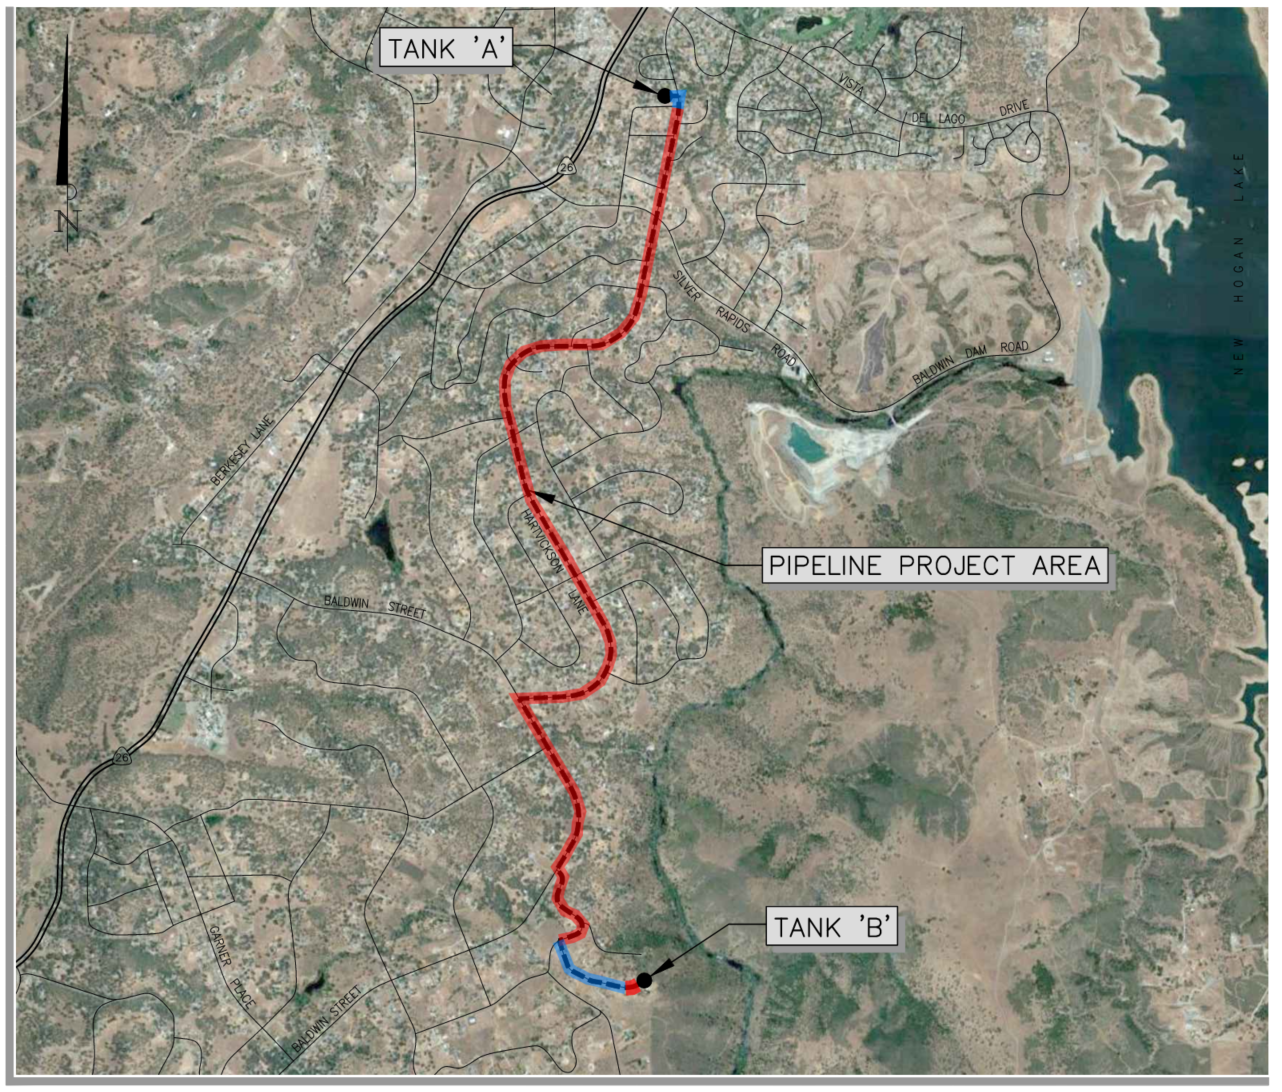 TANK 'A'
VISTA
DEL LAGO
DRIVE
26
N
NEW HOGAN LAKE
SILVER RAPIDS ROAD
BALDWIN DAM ROAD
BERKESEY LANE
HARTVICKSON LANE
PIPELINE PROJECT AREA
BALDWIN STREET
26
TANK 'B'
GARNER PLACE
BALDWIN STREET